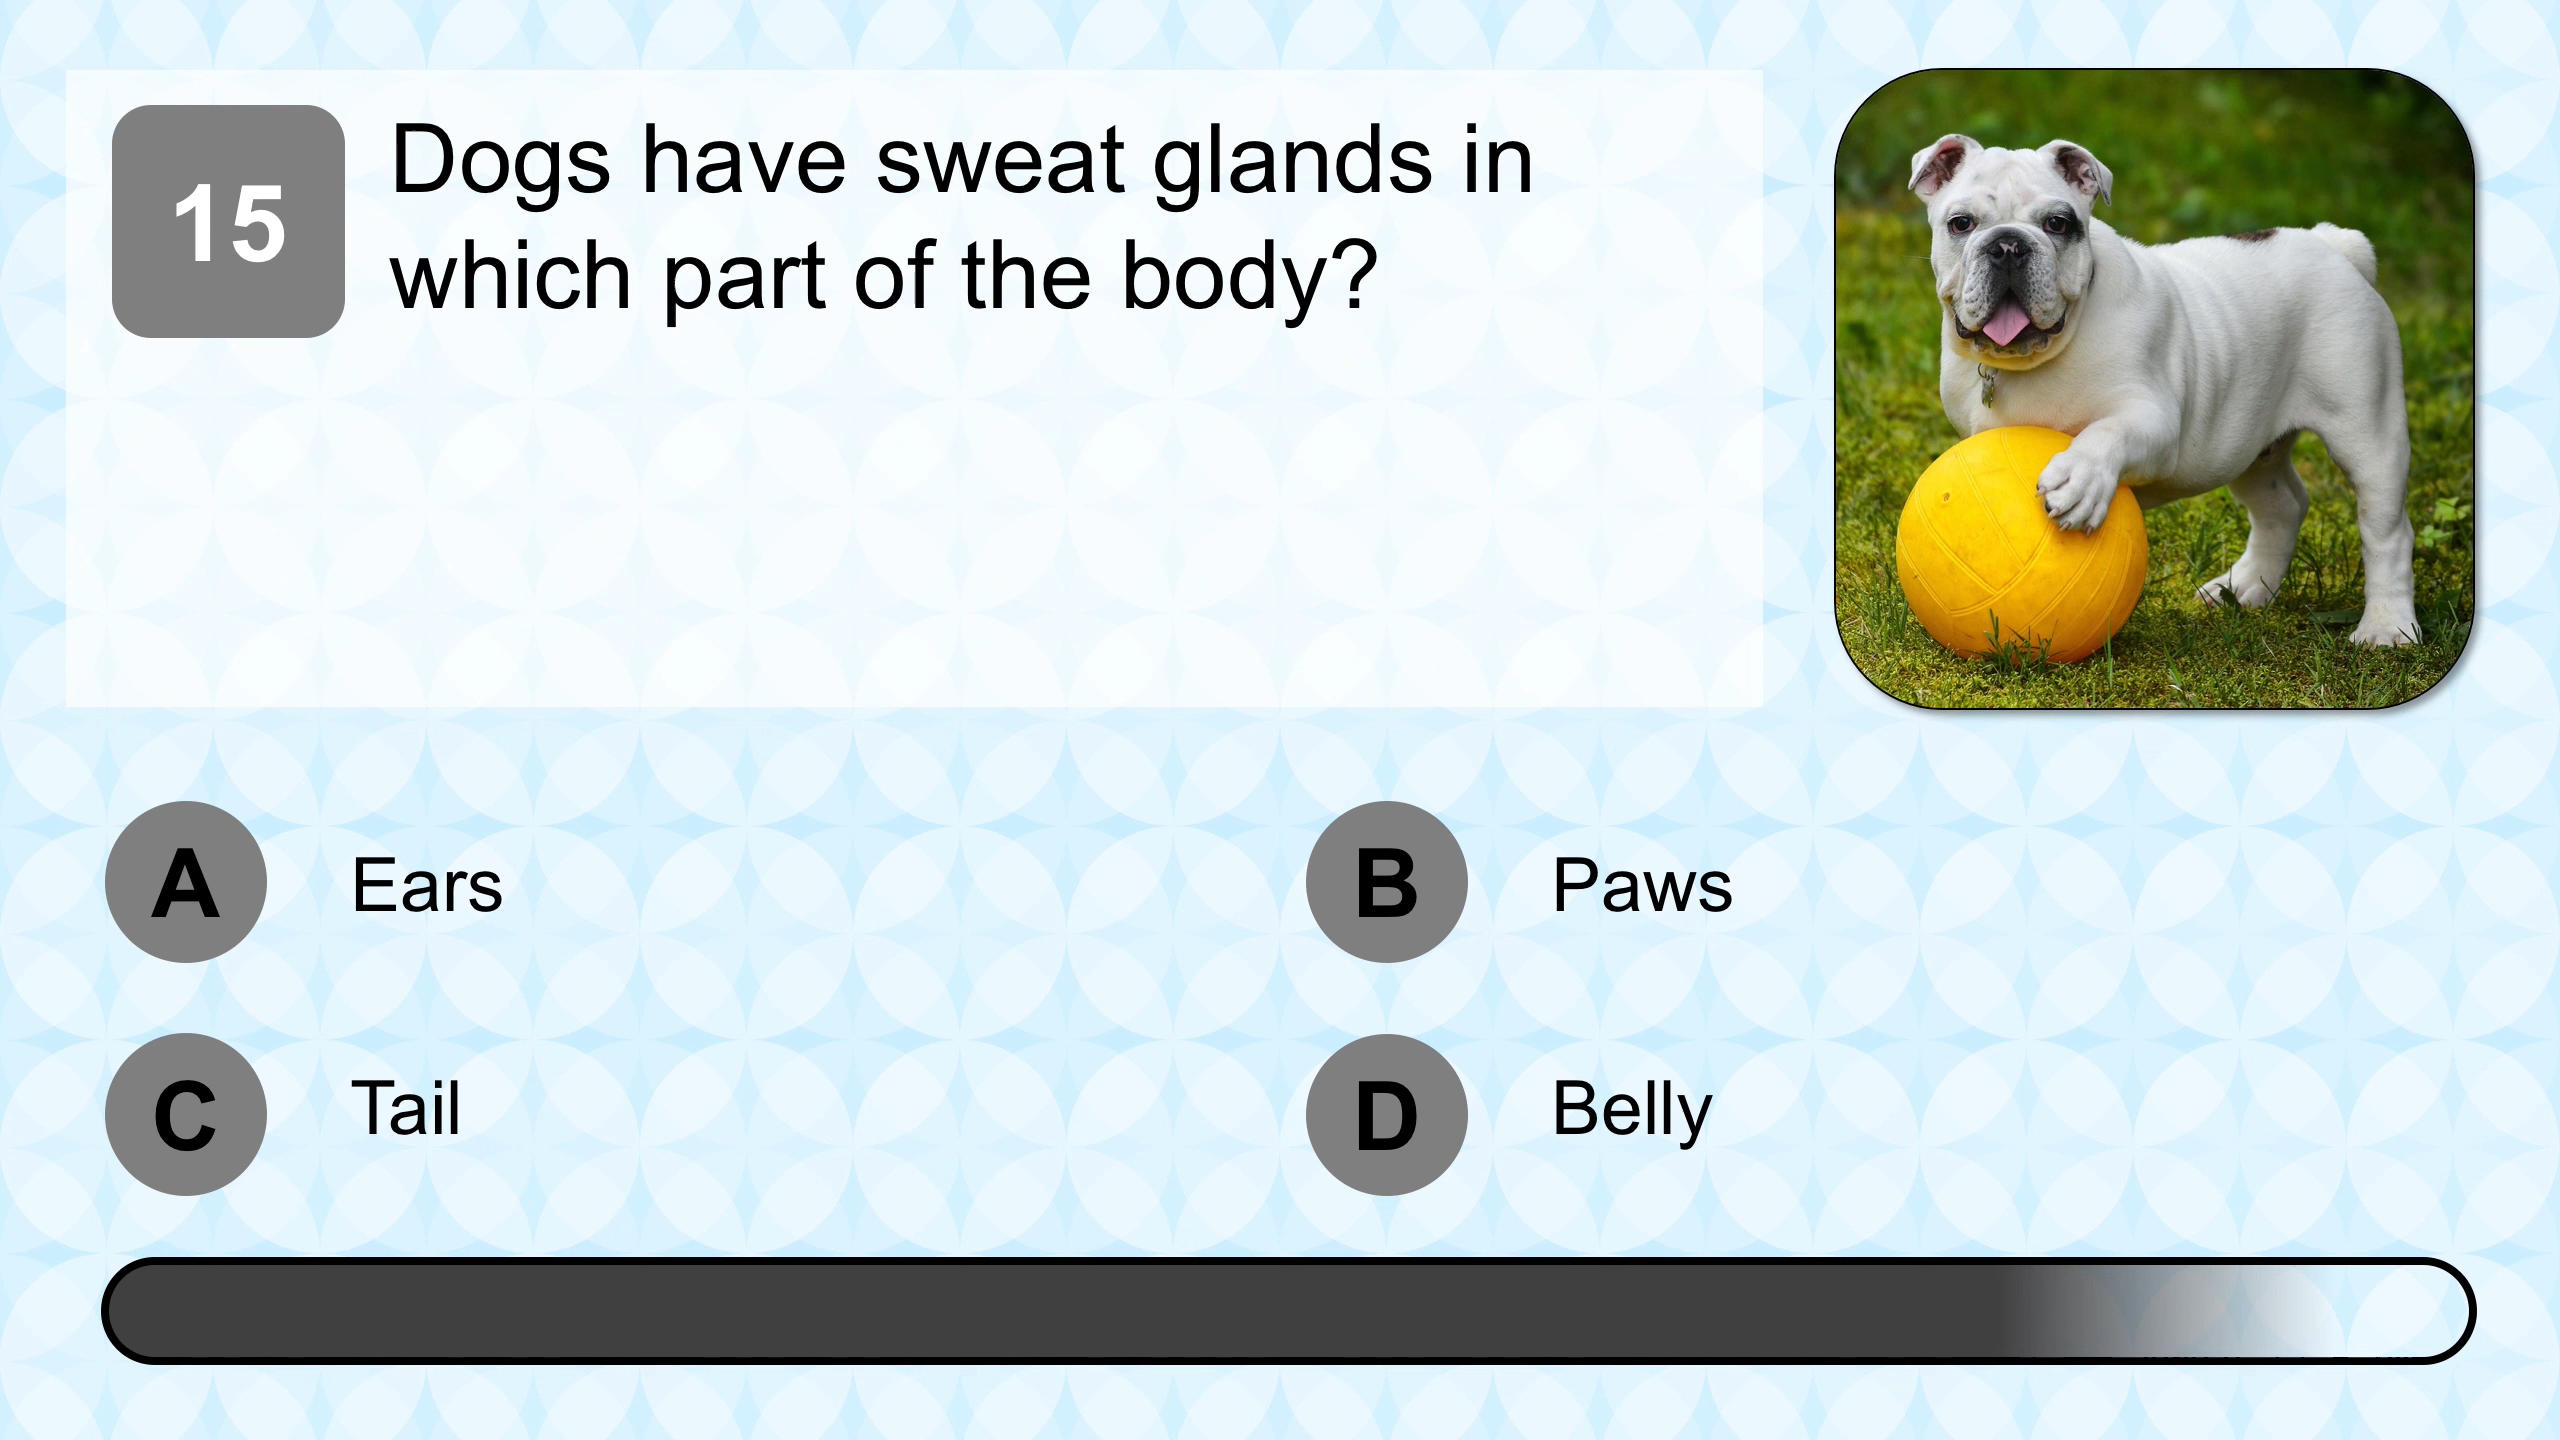 15
Dogs have sweat glands in
which part of the body?
A Ears
B Paws
C Tail
D Belly